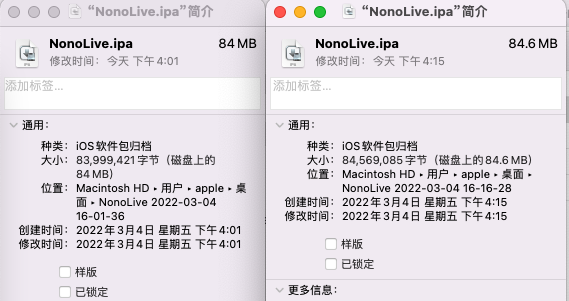 “NonoLive.ipa”简介
NonoLive.ipa 84 MB
修改时间：今天 下午4:01
添加标签...
通用：
种类：iOS软件包归档
大小：83,999,421 字节（磁盘上的
84 MB）
位置：Macintosh HD ▸ 用户 ▸ apple ▸ 桌
面 ▸ NonoLive 2022-03-04
16-01-36
创建时间：2022年3月4日 星期五 下午4:01
修改时间：2022年3月4日 星期五 下午4:01
样版
已锁定
“NonoLive.ipa”简介
NonoLive.ipa 84.6 MB
修改时间：今天 下午4:15
添加标签...
通用：
种类：iOS软件包归档
大小：84,569,085 字节（磁盘上的84.6 MB）
位置：Macintosh HD ▸ 用户 ▸ apple ▸ 桌面 ▸
NonoLive 2022-03-04 16-16-28
创建时间：2022年3月4日 星期五 下午4:15
修改时间：2022年3月4日 星期五 下午4:15
样版
已锁定
更多信息：